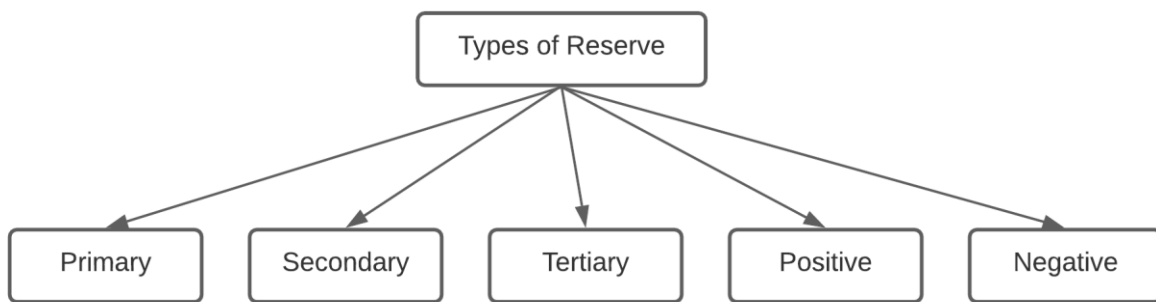 Types of Reserve
Primary
Secondary
Tertiary
Positive
Negative